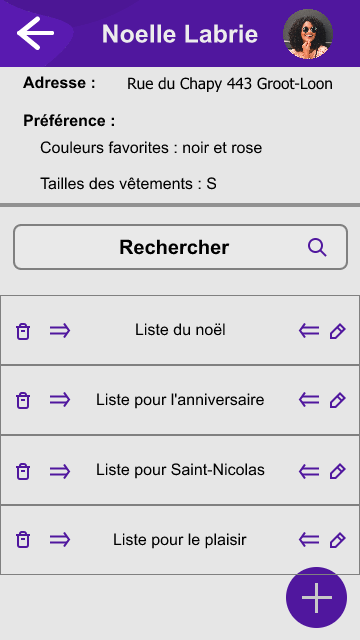 Noelle Labrie
Adresse : Rue du Chapy 443 Groot-Loon
Préférence :
Couleurs favorites : noir et rose
Tailles des vêtements : S
Rechercher
Liste du noël
Liste pour l'anniversaire
Liste pour Saint-Nicolas
Liste pour le plaisir